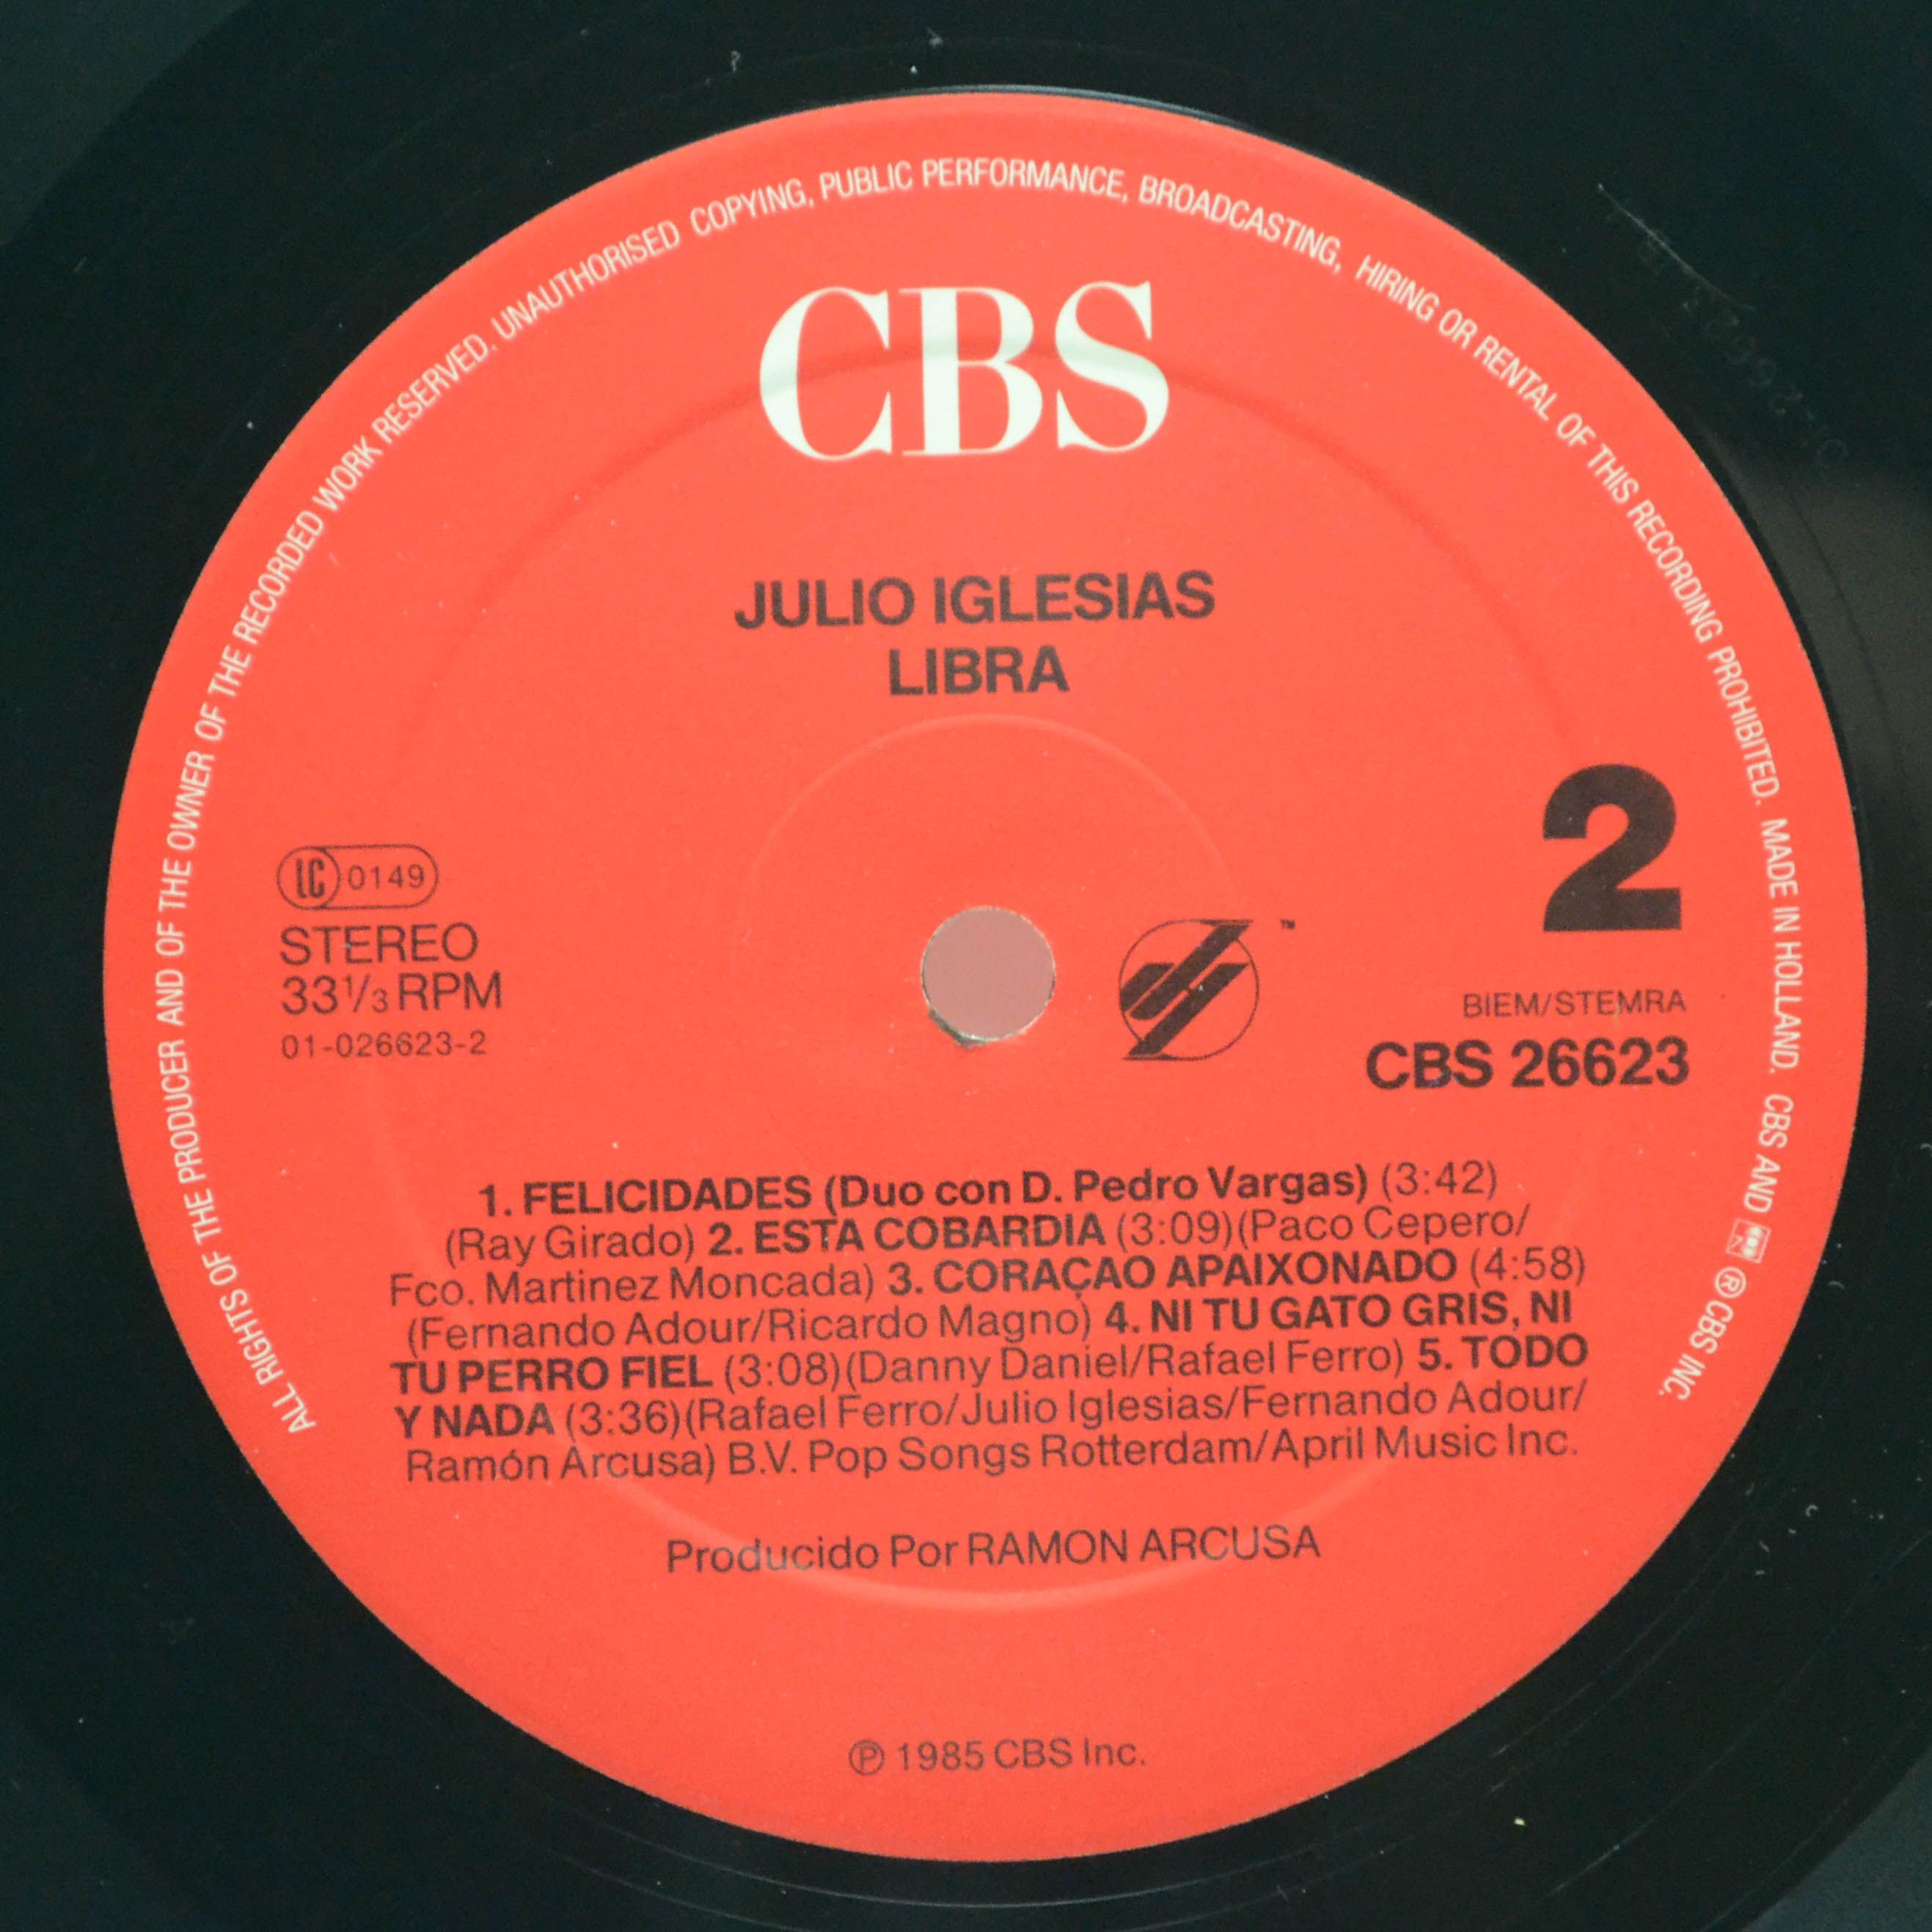 ALL RIGHTS OF THE PRODUCER AND OF THE OWNER OF THE RECORDED WORK RESERVED. UNAUTHORISED COPYING, PUBLIC PERFORMANCE, BROADCASTING, HIRING OR RENTAL OF THIS RECORDING PROHIBITED. MADE IN HOLLAND. CBS AND ® CBS INC.
CBS
JULIO IGLESIAS
LIBRA
2
LC 0149
STEREO
33 1/3 RPM
01-026623-2
™
BIEM/STEMRA
CBS 26623
1. FELICIDADES (Duo con D. Pedro Vargas) (3:42)
(Ray Girado) 2. ESTA COBARDIA (3:09)(Paco Cepero/
Fco. Martinez Moncada) 3. CORAÇAO APAIXONADO (4:58)
(Fernando Adour/Ricardo Magno) 4. NI TU GATO GRIS, NI
TU PERRO FIEL (3:08)(Danny Daniel/Rafael Ferro) 5. TODO
Y NADA (3:36)(Rafael Ferro/Julio Iglesias/Fernando Adour/
Ramón Arcusa) B.V. Pop Songs Rotterdam/April Music Inc.
Producido Por RAMON ARCUSA
℗ 1985 CBS Inc.